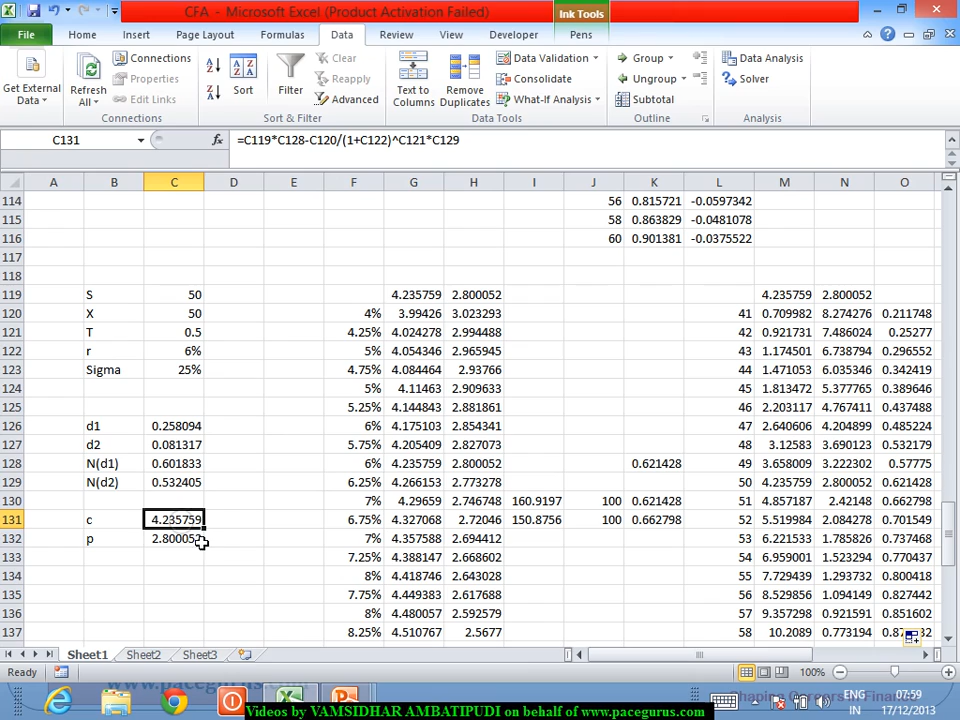 CFA - Microsoft Excel (Product Activation Failed)
Ink Tools
File Home Insert Page Layout Formulas Data Review View Developer Pens
Get External Data
Refresh All
Connections
Properties
Edit Links
Connections
Sort
Filter
Clear
Reapply
Advanced
Sort & Filter
Text to Columns
Remove Duplicates
Data Validation
Consolidate
What-If Analysis
Data Tools
Group
Ungroup
Subtotal
Outline
Data Analysis
Solver
Analysis
C131 fx =C119*C128-C120/(1+C122)^C121*C129
A B C D E F G H I J K L M N O
114 56 0.815721 -0.0597342
115 58 0.863829 -0.0481078
116 60 0.901381 -0.0375522
117
118
119 S 50 4.235759 2.800052 4.235759 2.800052
120 X 50 4% 3.99426 3.023293 41 0.709982 8.274276 0.211748
121 T 0.5 4.25% 4.024278 2.994488 42 0.921731 7.486024 0.25277
122 r 6% 5% 4.054346 2.965945 43 1.174501 6.738794 0.296552
123 Sigma 25% 4.75% 4.084464 2.93766 44 1.471053 6.035346 0.342419
124 5% 4.11463 2.909633 45 1.813472 5.377765 0.389646
125 5.25% 4.144843 2.881861 46 2.203117 4.767411 0.437488
126 d1 0.258094 6% 4.175103 2.854341 47 2.640606 4.204899 0.485224
127 d2 0.081317 5.75% 4.205409 2.827073 48 3.12583 3.690123 0.532179
128 N(d1) 0.601833 6% 4.235759 2.800052 0.621428 49 3.658009 3.222302 0.57775
129 N(d2) 0.532405 6.25% 4.266153 2.773278 50 4.235759 2.800052 0.621428
130 7% 4.29659 2.746748 160.9197 100 0.621428 51 4.857187 2.42148 0.662798
131 c 4.235759 6.75% 4.327068 2.72046 150.8756 100 0.662798 52 5.519984 2.084278 0.701549
132 p 2.800052 7% 4.357588 2.694412 53 6.221533 1.785826 0.737468
133 7.25% 4.388147 2.668602 54 6.959001 1.523294 0.770437
134 8% 4.418746 2.643028 55 7.729439 1.293732 0.800418
135 7.75% 4.449383 2.617688 56 8.529856 1.094149 0.827442
136 8% 4.480057 2.592579 57 9.357298 0.921591 0.851602
137 8.25% 4.510767 2.5677 58 10.2089 0.773194
Sheet1 Sheet2 Sheet3
Ready 100%
www.pacegurus.com
Shaping Careers in Finance
ENG 07:59
IN 17/12/2013
Videos by VAMSIDHAR AMBATIPUDI on behalf of www.pacegurus.com